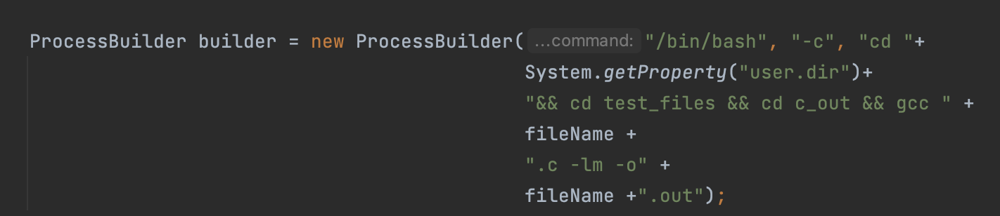 ProcessBuilder builder = new ProcessBuilder( ...command: "/bin/bash", "-c", "cd "+
System.getProperty("user.dir")+
"&& cd test_files && cd c_out && gcc " +
fileName +
".c -lm -o" +
fileName +".out");